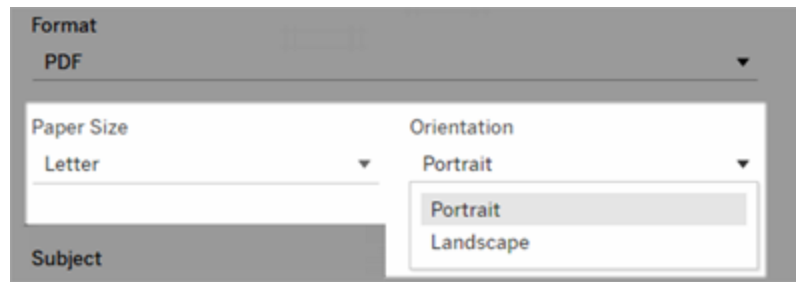 Format
PDF
Paper Size
Letter
Orientation
Portrait
Portrait
Landscape
Subject